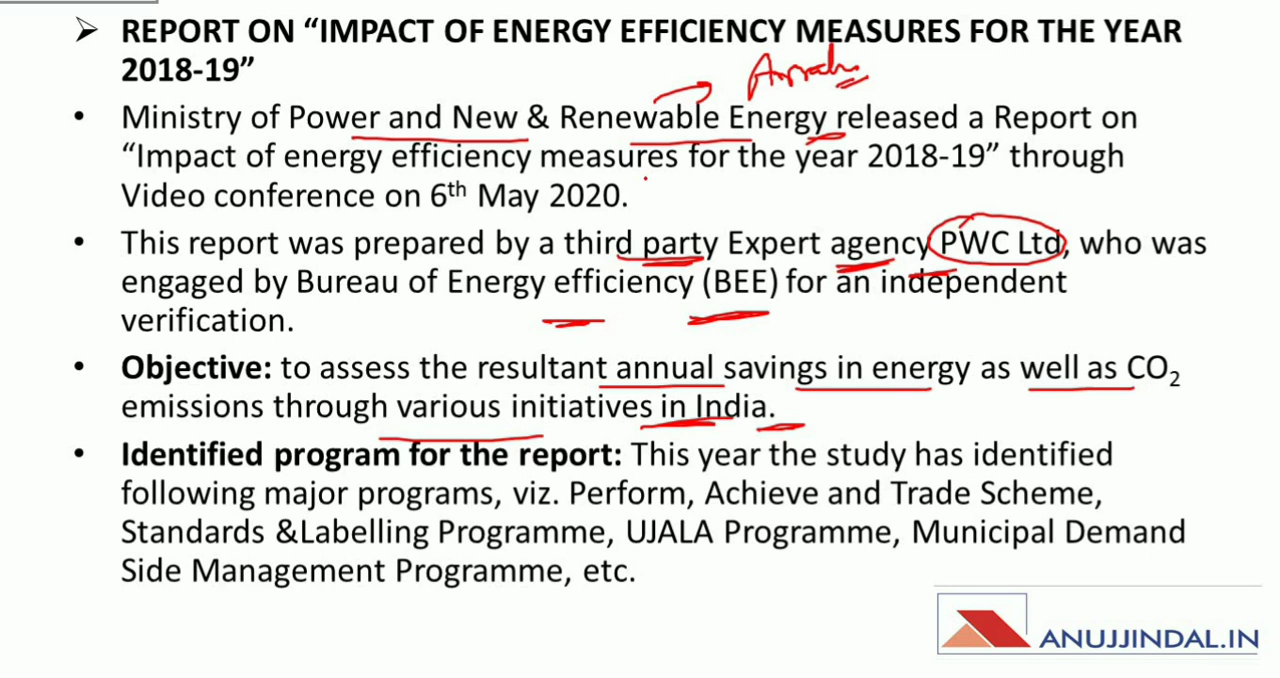 ➤ REPORT ON “IMPACT OF ENERGY EFFICIENCY MEASURES FOR THE YEAR
2018-19”
• Ministry of Power and New & Renewable Energy released a Report on
“Impact of energy efficiency measures for the year 2018-19” through
Video conference on 6th May 2020.
• This report was prepared by a third party Expert agency PWC Ltd, who was
engaged by Bureau of Energy efficiency (BEE) for an independent
verification.
• Objective: to assess the resultant annual savings in energy as well as CO₂
emissions through various initiatives in India.
• Identified program for the report: This year the study has identified
following major programs, viz. Perform, Achieve and Trade Scheme,
Standards &Labelling Programme, UJALA Programme, Municipal Demand
Side Management Programme, etc.
ANUJJINDAL.IN